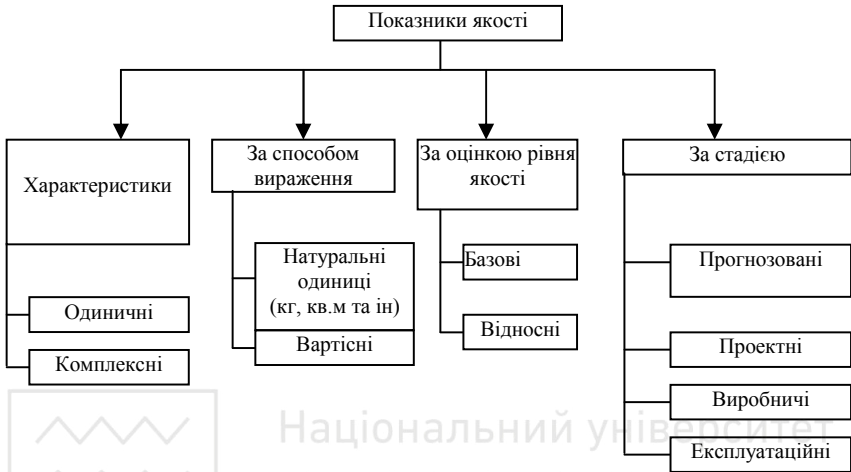 Показники якості
Характеристики
За способом
вираження
За оцінкою рівня
якості
За стадією
Одиничні
Комплексні
Натуральні
одиниці
(кг, кв.м та ін)
Вартісні
Базові
Відносні
Прогнозовані
Проектні
Виробничі
Експлуатаційні
Національний університет